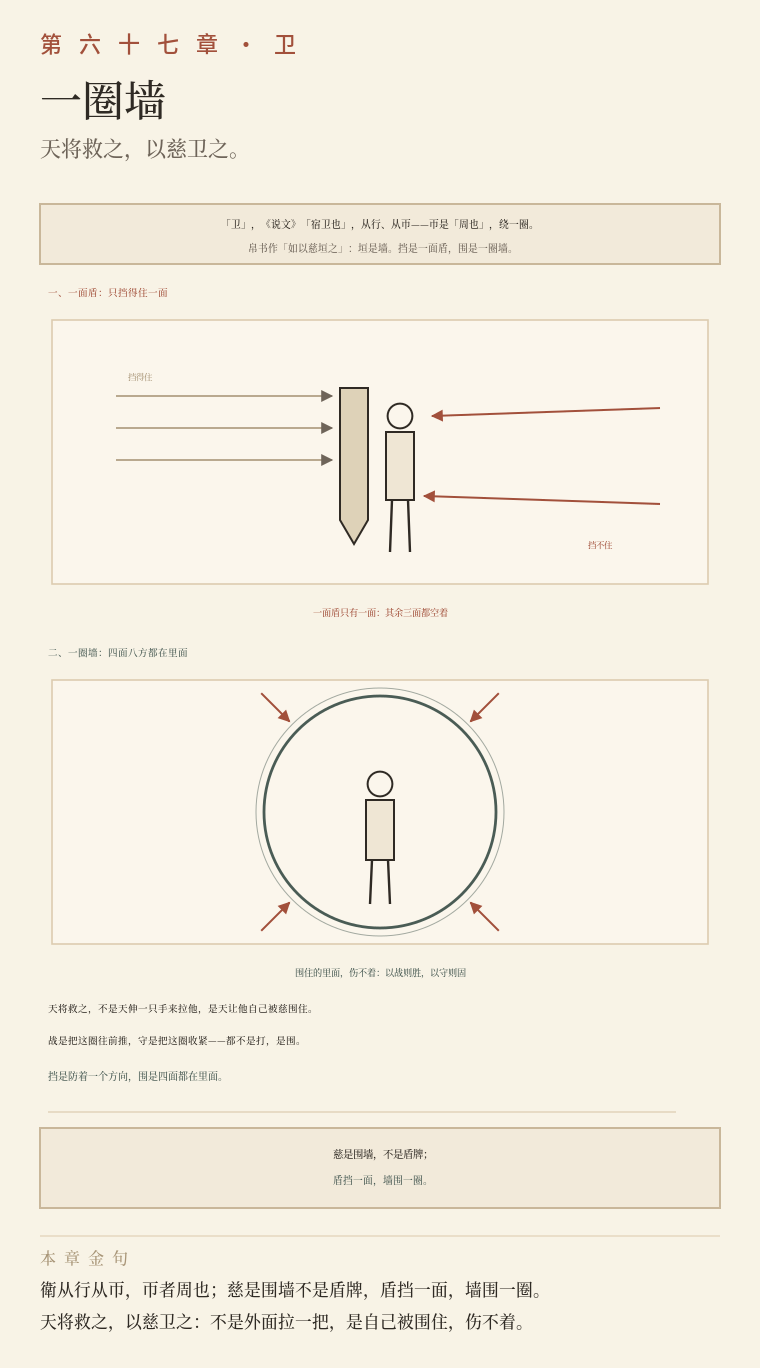 第六十七章·卫
一圈墙
天将救之，以慈卫之。
「卫」，《说文》「宿卫也」，从行、从帀——帀是「周也」，绕一圈。
帛书作「如以慈垣之」：垣是墙。挡是一面盾，围是一圈墙。
一、一面盾：只挡得住一面
挡得住
挡不住
一面盾只有一面：其余三面都空着
二、一圈墙：四面八方都在里面
围住的里面，伤不着：以战则胜，以守则固
天将救之，不是天伸一只手来拉他，是天让他自己被慈围住。
战是把这圈往前推，守是把这圈收紧——都不是打，是围。
挡是防着一个方向，围是四面都在里面。
慈是围墙，不是盾牌；
盾挡一面，墙围一圈。
本章金句
衛从行从帀，帀者周也；慈是围墙不是盾牌，盾挡一面，墙围一圈。
天将救之，以慈卫之：不是外面拉一把，是自己被围住，伤不着。